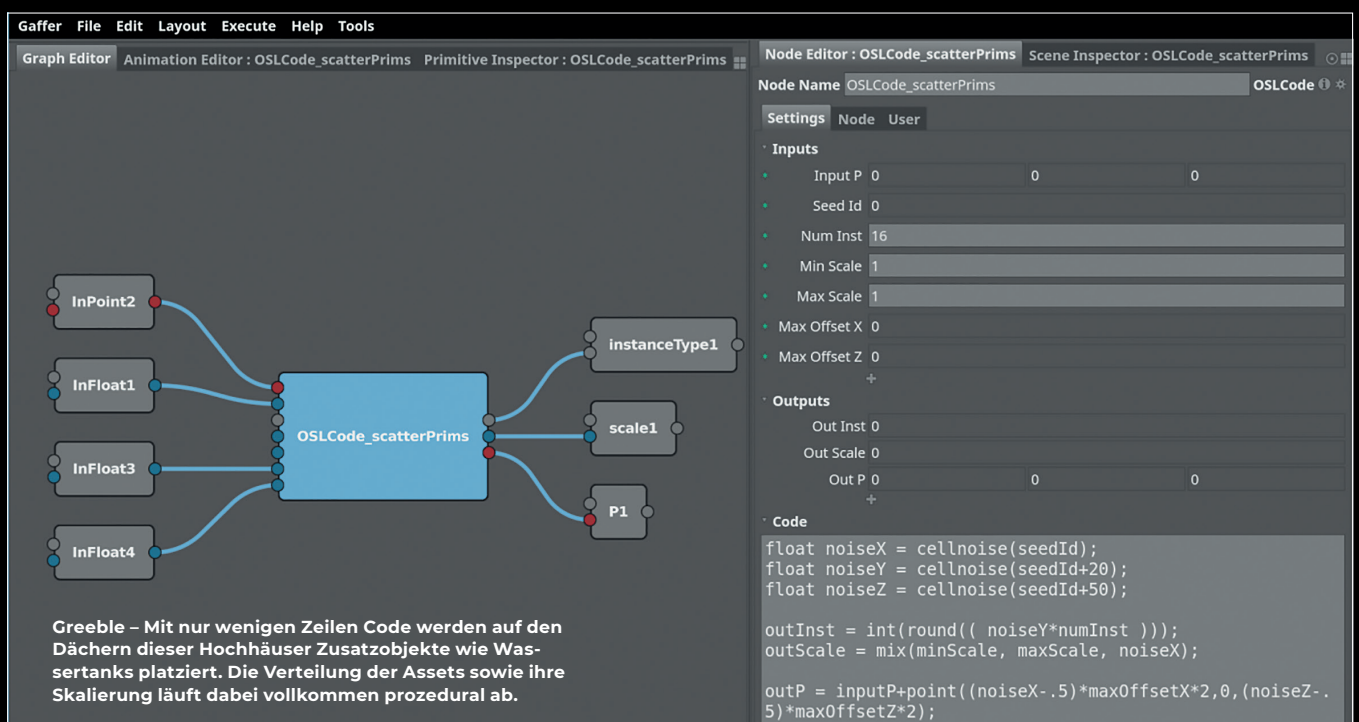 Gaffer File Edit Layout Execute Help Tools
Graph Editor Animation Editor : OSLCode_scatterPrims Primitive Inspector : OSLCode_scatterPrims
InPoint2
InFloat1
InFloat3
InFloat4
OSLCode_scatterPrims
instanceType1
scale1
P1
Greeble – Mit nur wenigen Zeilen Code werden auf den
Dächern dieser Hochhäuser Zusatzobjekte wie Was-
sertanks platziert. Die Verteilung der Assets sowie ihre
Skalierung läuft dabei vollkommen prozedural ab.
Node Editor : OSLCode_scatterPrims Scene Inspector : OSLCode_scatterPrims
Node Name OSLCode_scatterPrims OSLCode
Settings Node User
Inputs
Input P 0 0 0
Seed Id 0
Num Inst 16
Min Scale 1
Max Scale 1
Max Offset X 0
Max Offset Z 0
Outputs
Out Inst 0
Out Scale 0
Out P 0 0 0
Code
float noiseX = cellnoise(seedId);
float noiseY = cellnoise(seedId+20);
float noiseZ = cellnoise(seedId+50);
outInst = int(round(( noiseY*numInst )));
outScale = mix(minScale, maxScale, noiseX);
outP = inputP+point((noiseX-.5)*maxOffsetX*2,0,(noiseZ-.
5)*maxOffsetZ*2);